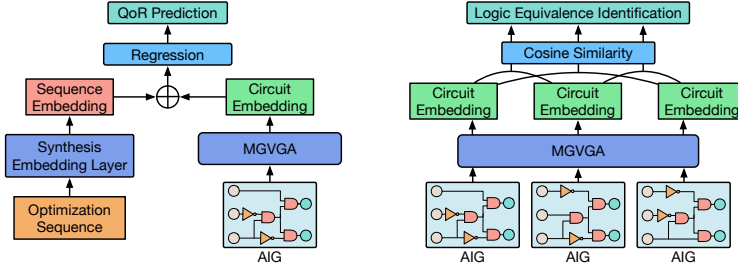 QoR Prediction
Regression
Sequence
Embedding
Circuit
Embedding
Synthesis
Embedding Layer
MGVGA
Optimization
Sequence
AIG
Logic Equivalence Identification
Cosine Similarity
Circuit
Embedding
Circuit
Embedding
Circuit
Embedding
MGVGA
AIG
AIG
AIG